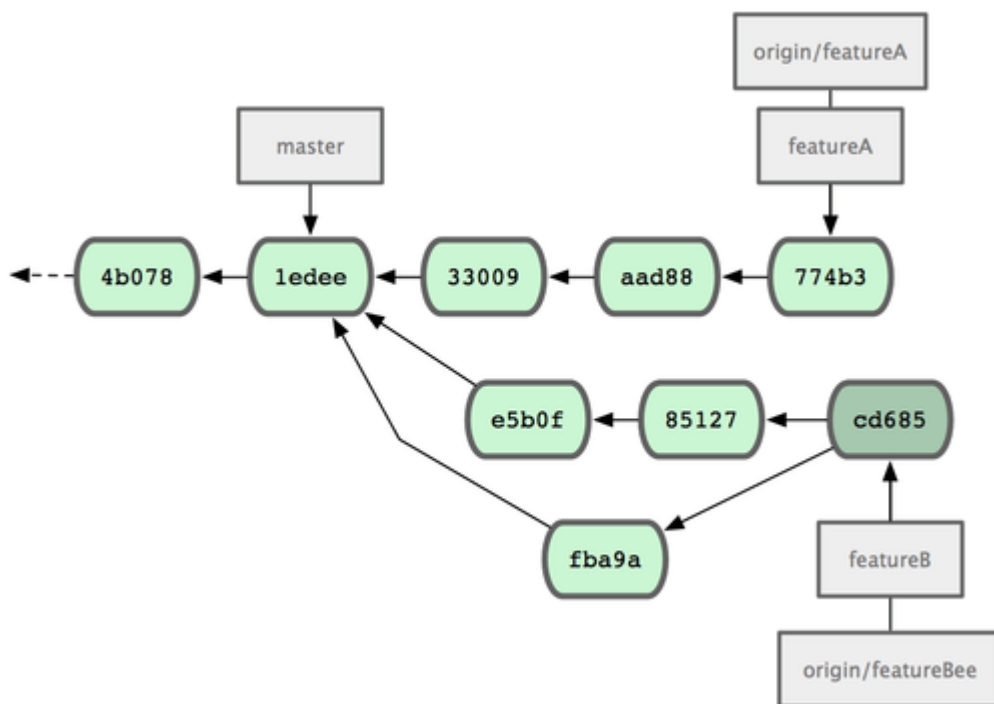 origin/featureA
master
featureA
4b078
1edee
33009
aad88
774b3
e5b0f
85127
cd685
fba9a
featureB
origin/featureBee